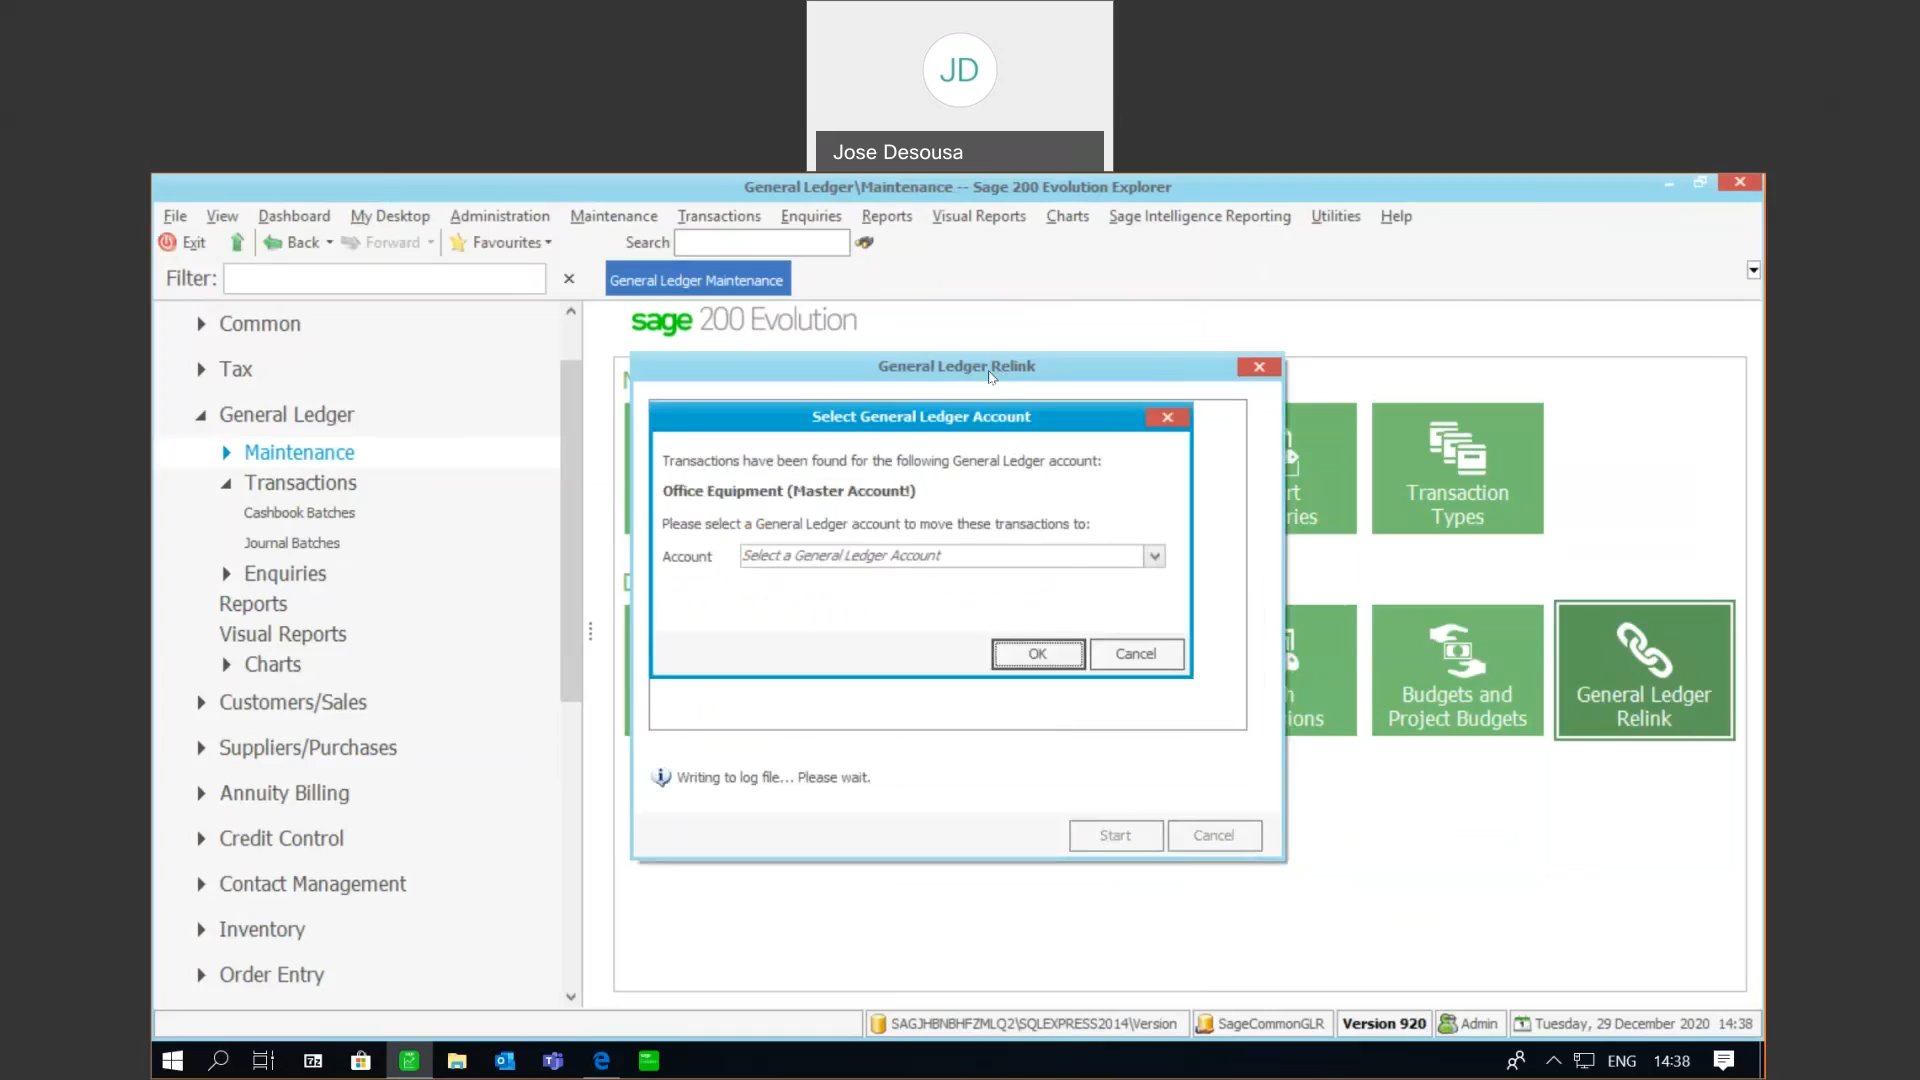 JD
Jose Desousa
General Ledger\Maintenance -- Sage 200 Evolution Explorer
File View Dashboard My Desktop Administration Maintenance Transactions Enquiries Reports Visual Reports Charts Sage Intelligence Reporting Utilities Help
Exit Back Forward Favourites Search
Filter: General Ledger Maintenance
sage 200 Evolution
Common
Tax
General Ledger
Maintenance
Transactions
Cashbook Batches
Journal Batches
Enquiries
Reports
Visual Reports
Charts
Customers/Sales
Suppliers/Purchases
Annuity Billing
Credit Control
Contact Management
Inventory
Order Entry
General Ledger Relink
Select General Ledger Account
Transactions have been found for the following General Ledger account:
Office Equipment (Master Account!)
Please select a General Ledger account to move these transactions to:
Account Select a General Ledger Account
OK Cancel
Writing to log file... Please wait.
Start Cancel
Transaction
Types
Budgets and
Project Budgets
General Ledger
Relink
SAGJHBNBHFZMLQ2\SQLEXPRESS2014\Version SageCommonGLR Version 920 Admin Tuesday, 29 December 2020 14:38
7z
ENG 14:38